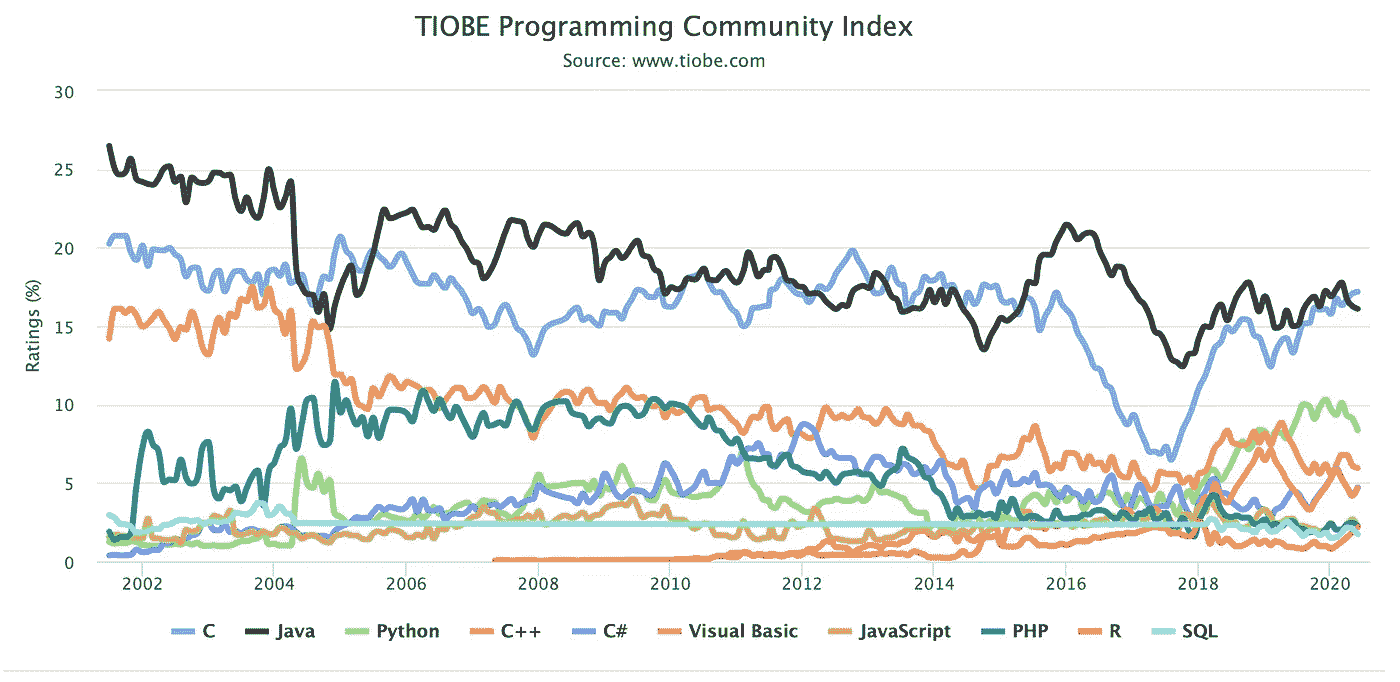 TIOBE Programming Community Index
Source: www.tiobe.com
Ratings (%)
30
25
20
15
10
5
0
2002 2004 2006 2008 2010 2012 2014 2016 2018 2020
C Java Python C++ C# Visual Basic JavaScript PHP R SQL